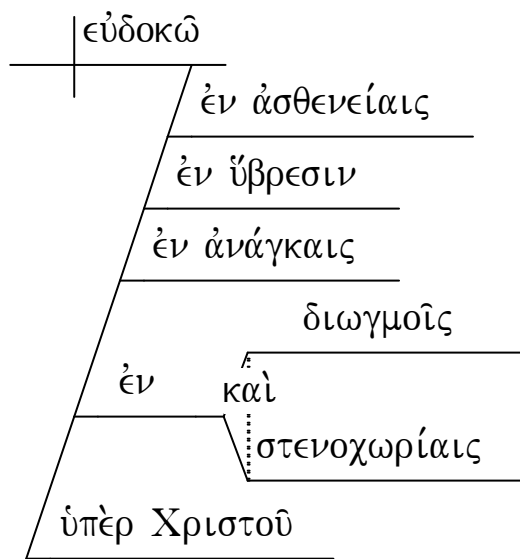 εὐδοκῶ
ἐν ἀσθενείαις
ἐν ὕβρεσιν
ἐν ἀνάγκαις
διωγμοῖς
ἐν καὶ
στενοχωρίαις
ὑπὲρ Χριστοῦ